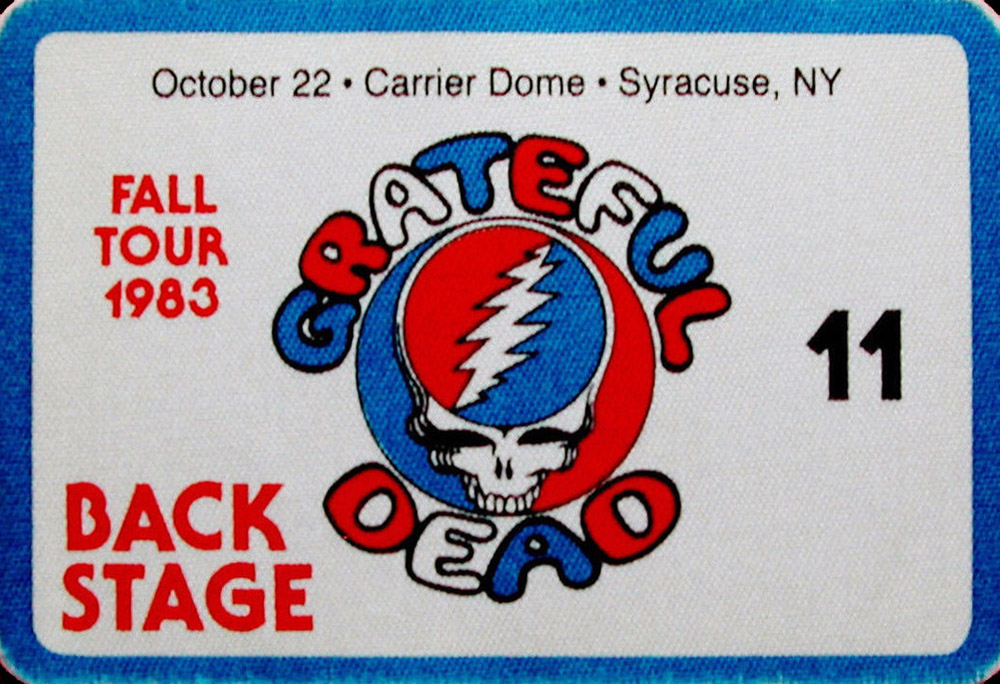 October 22 • Carrier Dome • Syracuse, NY
FALL
TOUR
1983
GRATEFUL
DEAD
11
BACK
STAGE